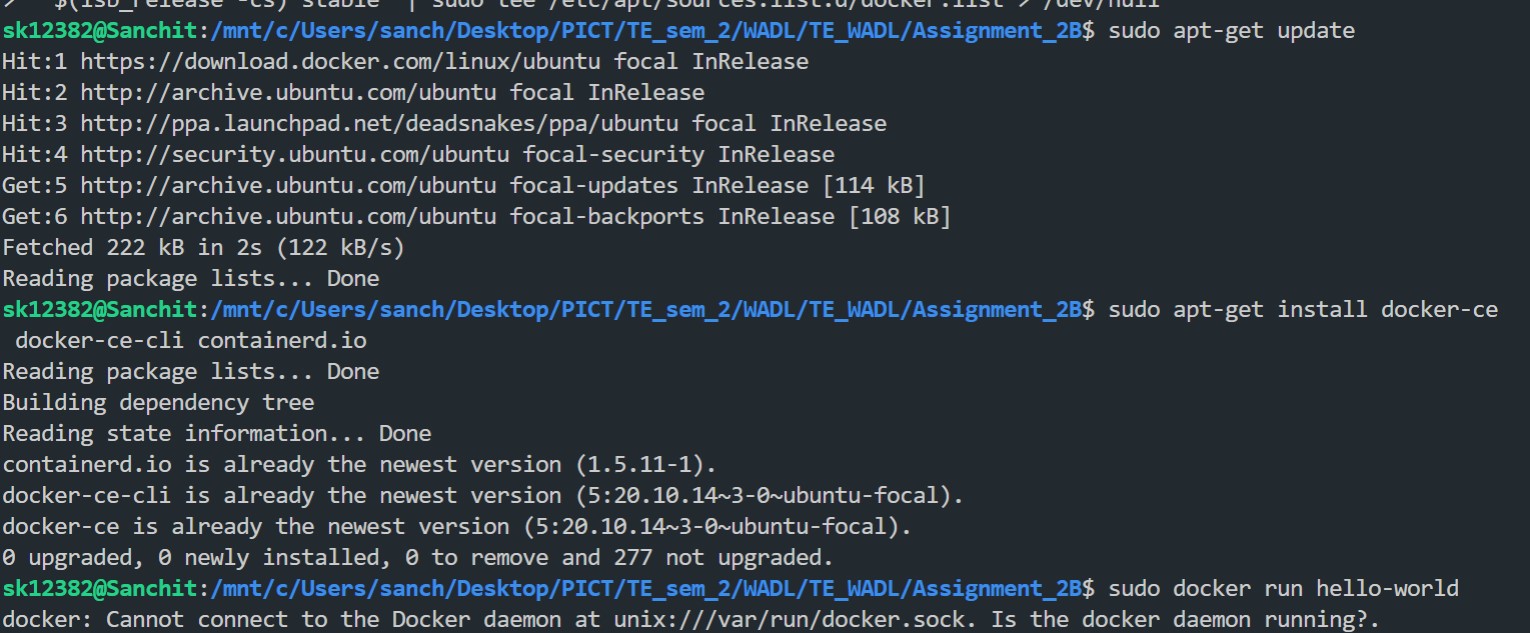 $(lsb_release -cs) stable" | sudo tee /etc/apt/sources.list.d/docker.list > /dev/null
sk12382@Sanchit:/mnt/c/Users/sanch/Desktop/PICT/TE_sem_2/WADL/TE_WADL/Assignment_2B$ sudo apt-get update
Hit:1 https://download.docker.com/linux/ubuntu focal InRelease
Hit:2 http://archive.ubuntu.com/ubuntu focal InRelease
Hit:3 http://ppa.launchpad.net/deadsnakes/ppa/ubuntu focal InRelease
Hit:4 http://security.ubuntu.com/ubuntu focal-security InRelease
Get:5 http://archive.ubuntu.com/ubuntu focal-updates InRelease [114 kB]
Get:6 http://archive.ubuntu.com/ubuntu focal-backports InRelease [108 kB]
Fetched 222 kB in 2s (122 kB/s)
Reading package lists... Done
sk12382@Sanchit:/mnt/c/Users/sanch/Desktop/PICT/TE_sem_2/WADL/TE_WADL/Assignment_2B$ sudo apt-get install docker-ce
docker-ce-cli containerd.io
Reading package lists... Done
Building dependency tree
Reading state information... Done
containerd.io is already the newest version (1.5.11-1).
docker-ce-cli is already the newest version (5:20.10.14~3-0~ubuntu-focal).
docker-ce is already the newest version (5:20.10.14~3-0~ubuntu-focal).
0 upgraded, 0 newly installed, 0 to remove and 277 not upgraded.
sk12382@Sanchit:/mnt/c/Users/sanch/Desktop/PICT/TE_sem_2/WADL/TE_WADL/Assignment_2B$ sudo docker run hello-world
docker: Cannot connect to the Docker daemon at unix:///var/run/docker.sock. Is the docker daemon running?.